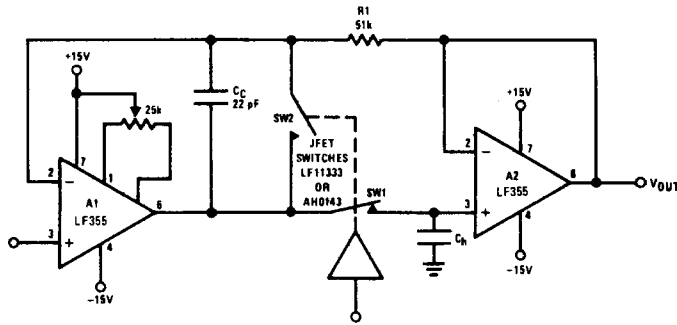 R1
51k
+15V
25k
CC
22 pF
SW2
JFET
SWITCHES
LF11333
OR
AH0143
SW1
+15V
2
7
1
A1
LF355
6
3
4
-15V
2
7
A2
LF355
6
3
4
-15V
Ch
VOUT
-
+
-
+